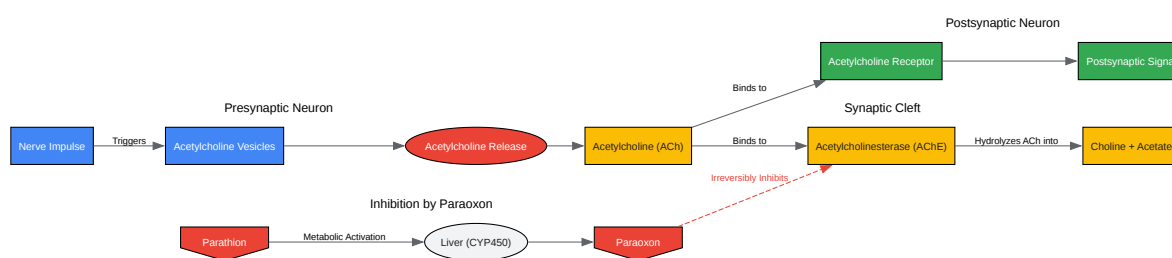 Postsynaptic Neuron
Acetylcholine Receptor
Postsynaptic Signa
Binds to
Presynaptic Neuron
Synaptic Cleft
Nerve Impulse
Triggers
Acetylcholine Vesicles
Acetylcholine Release
Acetylcholine (ACh)
Binds to
Acetylcholinesterase (AChE)
Hydrolyzes ACh into
Choline + Acetate
Irreversibly Inhibits
Inhibition by Paraoxon
Parathion
Metabolic Activation
Liver (CYP450)
Paraoxon